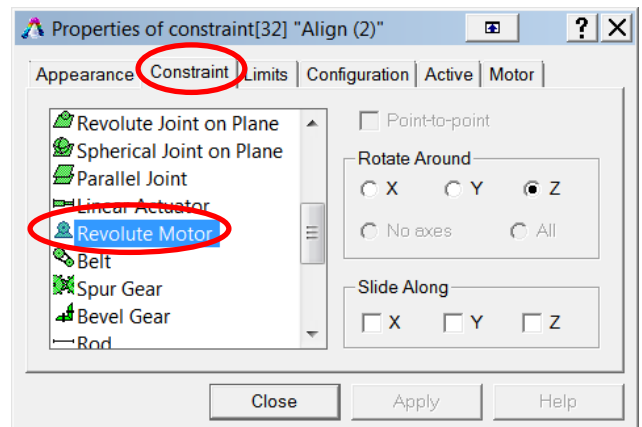 Properties of constraint[32] "Align (2)"
Appearance Constraint Limits Configuration Active Motor
Revolute Joint on Plane
Spherical Joint on Plane
Parallel Joint
Linear Actuator
Revolute Motor
Belt
Spur Gear
Bevel Gear
Rod
Point-to-point
Rotate Around
X Y Z
No axes All
Slide Along
X Y Z
Close Apply Help